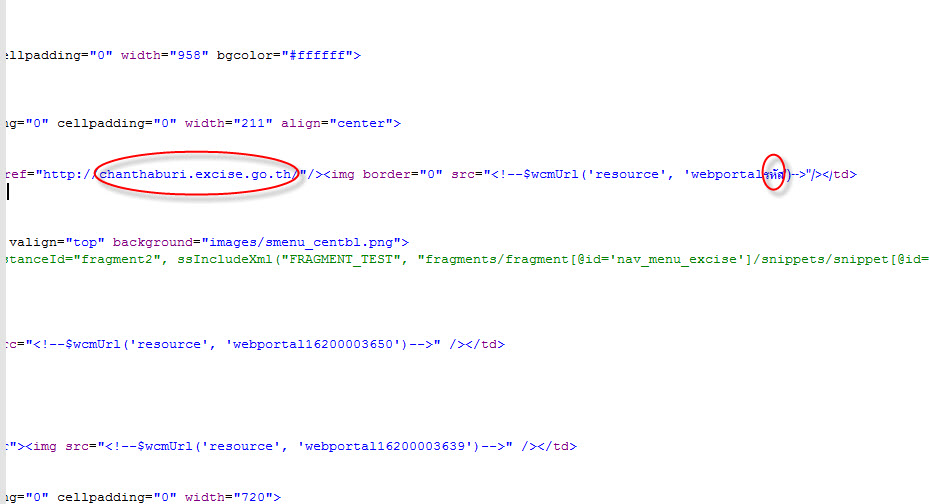 ellpadding="0" width="958" bgcolor="#ffffff">
ng="0" cellpadding="0" width="211" align="center">
ref="http://chanthaburi.excise.go.th/"/><img border="0" src="<!--$wcmUrl('resource', 'webportalรหัส')-->"/></td>
valign="top" background="images/smenu_centbl.png">
stanceId="fragment2", ssIncludeXml("FRAGMENT_TEST", "fragments/fragment[@id='nav_menu_excise']/snippets/snippet[@id=
rc="<!--$wcmUrl('resource', 'webportal16200003650')-->" /></td>
"><img src="<!--$wcmUrl('resource', 'webportal16200003639')-->" /></td>
ng="0" cellpadding="0" width="720">